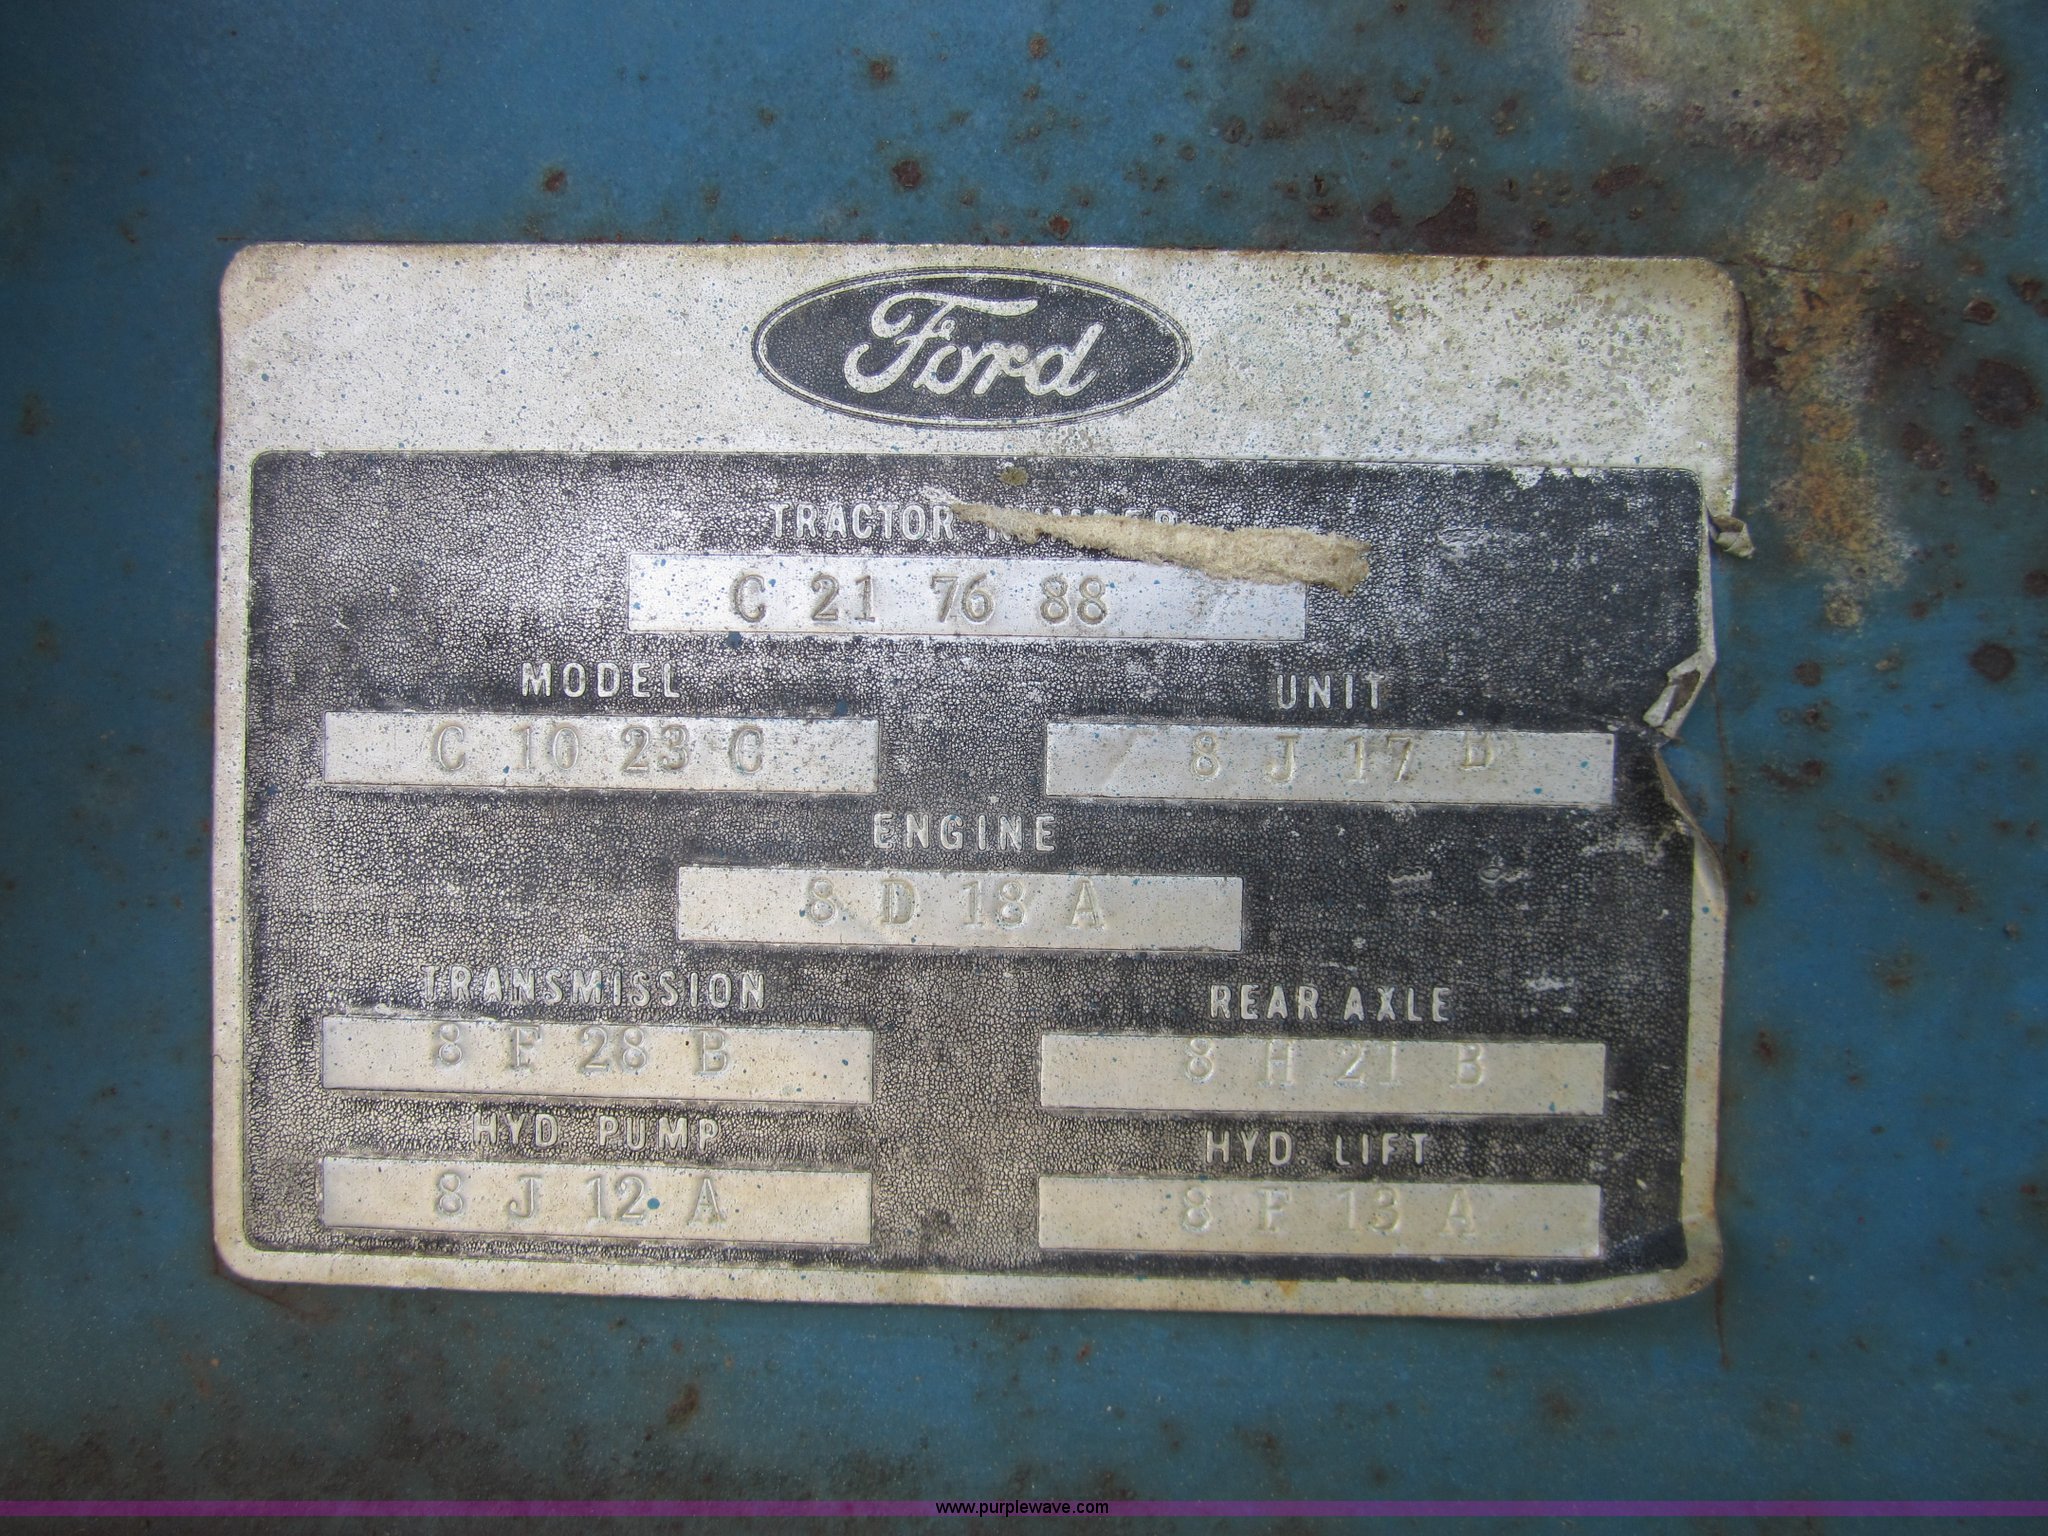 Ford
TRACTOR NUMBER
C 21 76 88
MODEL UNIT
C 10 23 C 8 J 17 B
ENGINE
8 D 18 A
TRANSMISSION REAR AXLE
8 F 28 B 8 H 21 B
HYD. PUMP HYD. LIFT
8 J 12 A 8 F 13 A
www.purplewave.com